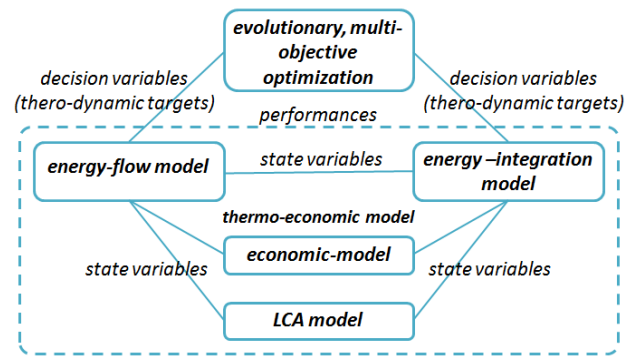 evolutionary, multi-
objective
optimization
decision variables
(thero-dynamic targets)
decision variables
(thero-dynamic targets)
performances
energy-flow model
state variables
energy –integration
model
thermo-economic model
economic-model
state variables
state variables
LCA model